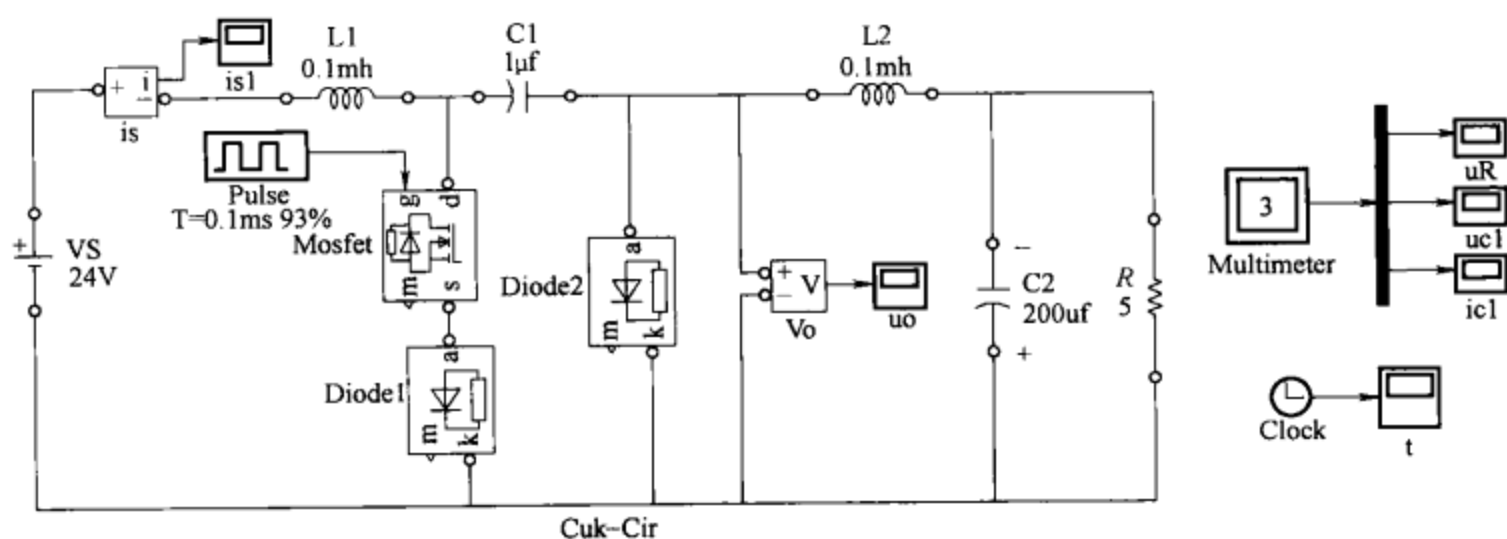 is1
i
+
−
is
L1
0.1mh
C1
1μf
L2
0.1mh
Pulse
T=0.1ms 93%
g
d
Mosfet
m
s
+
VS
24V
a
Diode1
m
k
a
Diode2
m
k
+
−
V
Vo
uo
−
C2
200uf
+
R
5
3
Multimeter
uR
uc1
ic1
Clock
t
Cuk−Cir